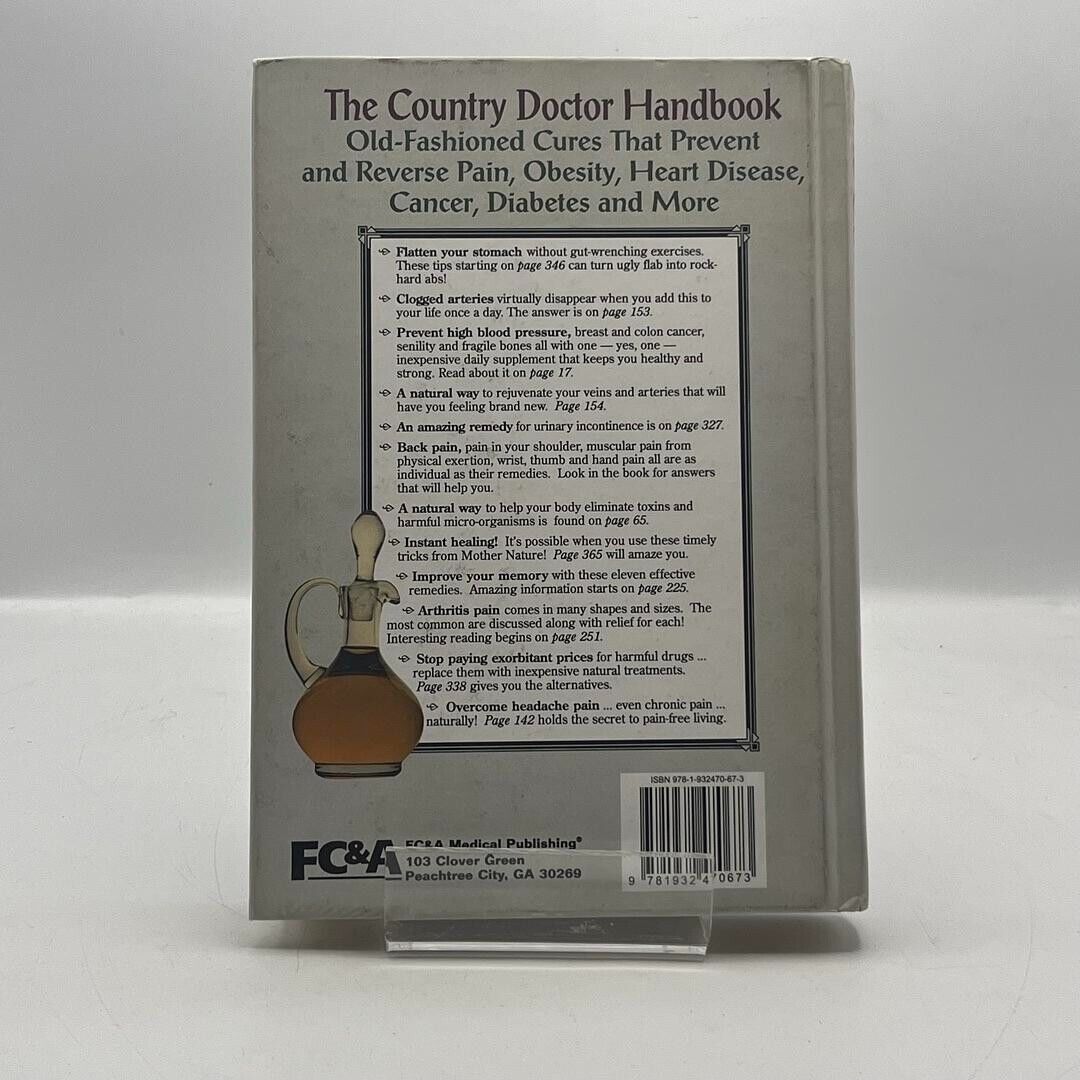 The Country Doctor Handbook
Old-Fashioned Cures That Prevent
and Reverse Pain, Obesity, Heart Disease,
Cancer, Diabetes and More
Flatten your stomach without gut-wrenching exercises.
These tips starting on page 346 can turn ugly flab into rock-
hard abs!
Clogged arteries virtually disappear when you add this to
your life once a day. The answer is on page 153.
Prevent high blood pressure, breast and colon cancer,
senility and fragile bones all with one — yes, one —
inexpensive daily supplement that keeps you healthy and
strong. Read about it on page 17.
A natural way to rejuvenate your veins and arteries that will
have you feeling brand new. Page 154.
An amazing remedy for urinary incontinence is on page 327.
Back pain, pain in your shoulder, muscular pain from
physical exertion, wrist, thumb and hand pain all are as
individual as their remedies. Look in the book for answers
that will help you.
A natural way to help your body eliminate toxins and
harmful micro-organisms is found on page 65.
Instant healing! It's possible when you use these timely
tricks from Mother Nature! Page 365 will amaze you.
Improve your memory with these eleven effective
remedies. Amazing information starts on page 225.
Arthritis pain comes in many shapes and sizes. The
most common are discussed along with relief for each!
Interesting reading begins on page 251.
Stop paying exorbitant prices for harmful drugs ...
replace them with inexpensive natural treatments.
Page 338 gives you the alternatives.
Overcome headache pain ... even chronic pain ...
naturally! Page 142 holds the secret to pain-free living.
ISBN 978-1-932470-67-3
9 781932 470673
FC&A
FC&A Medical Publishing®
103 Clover Green
Peachtree City, GA 30269